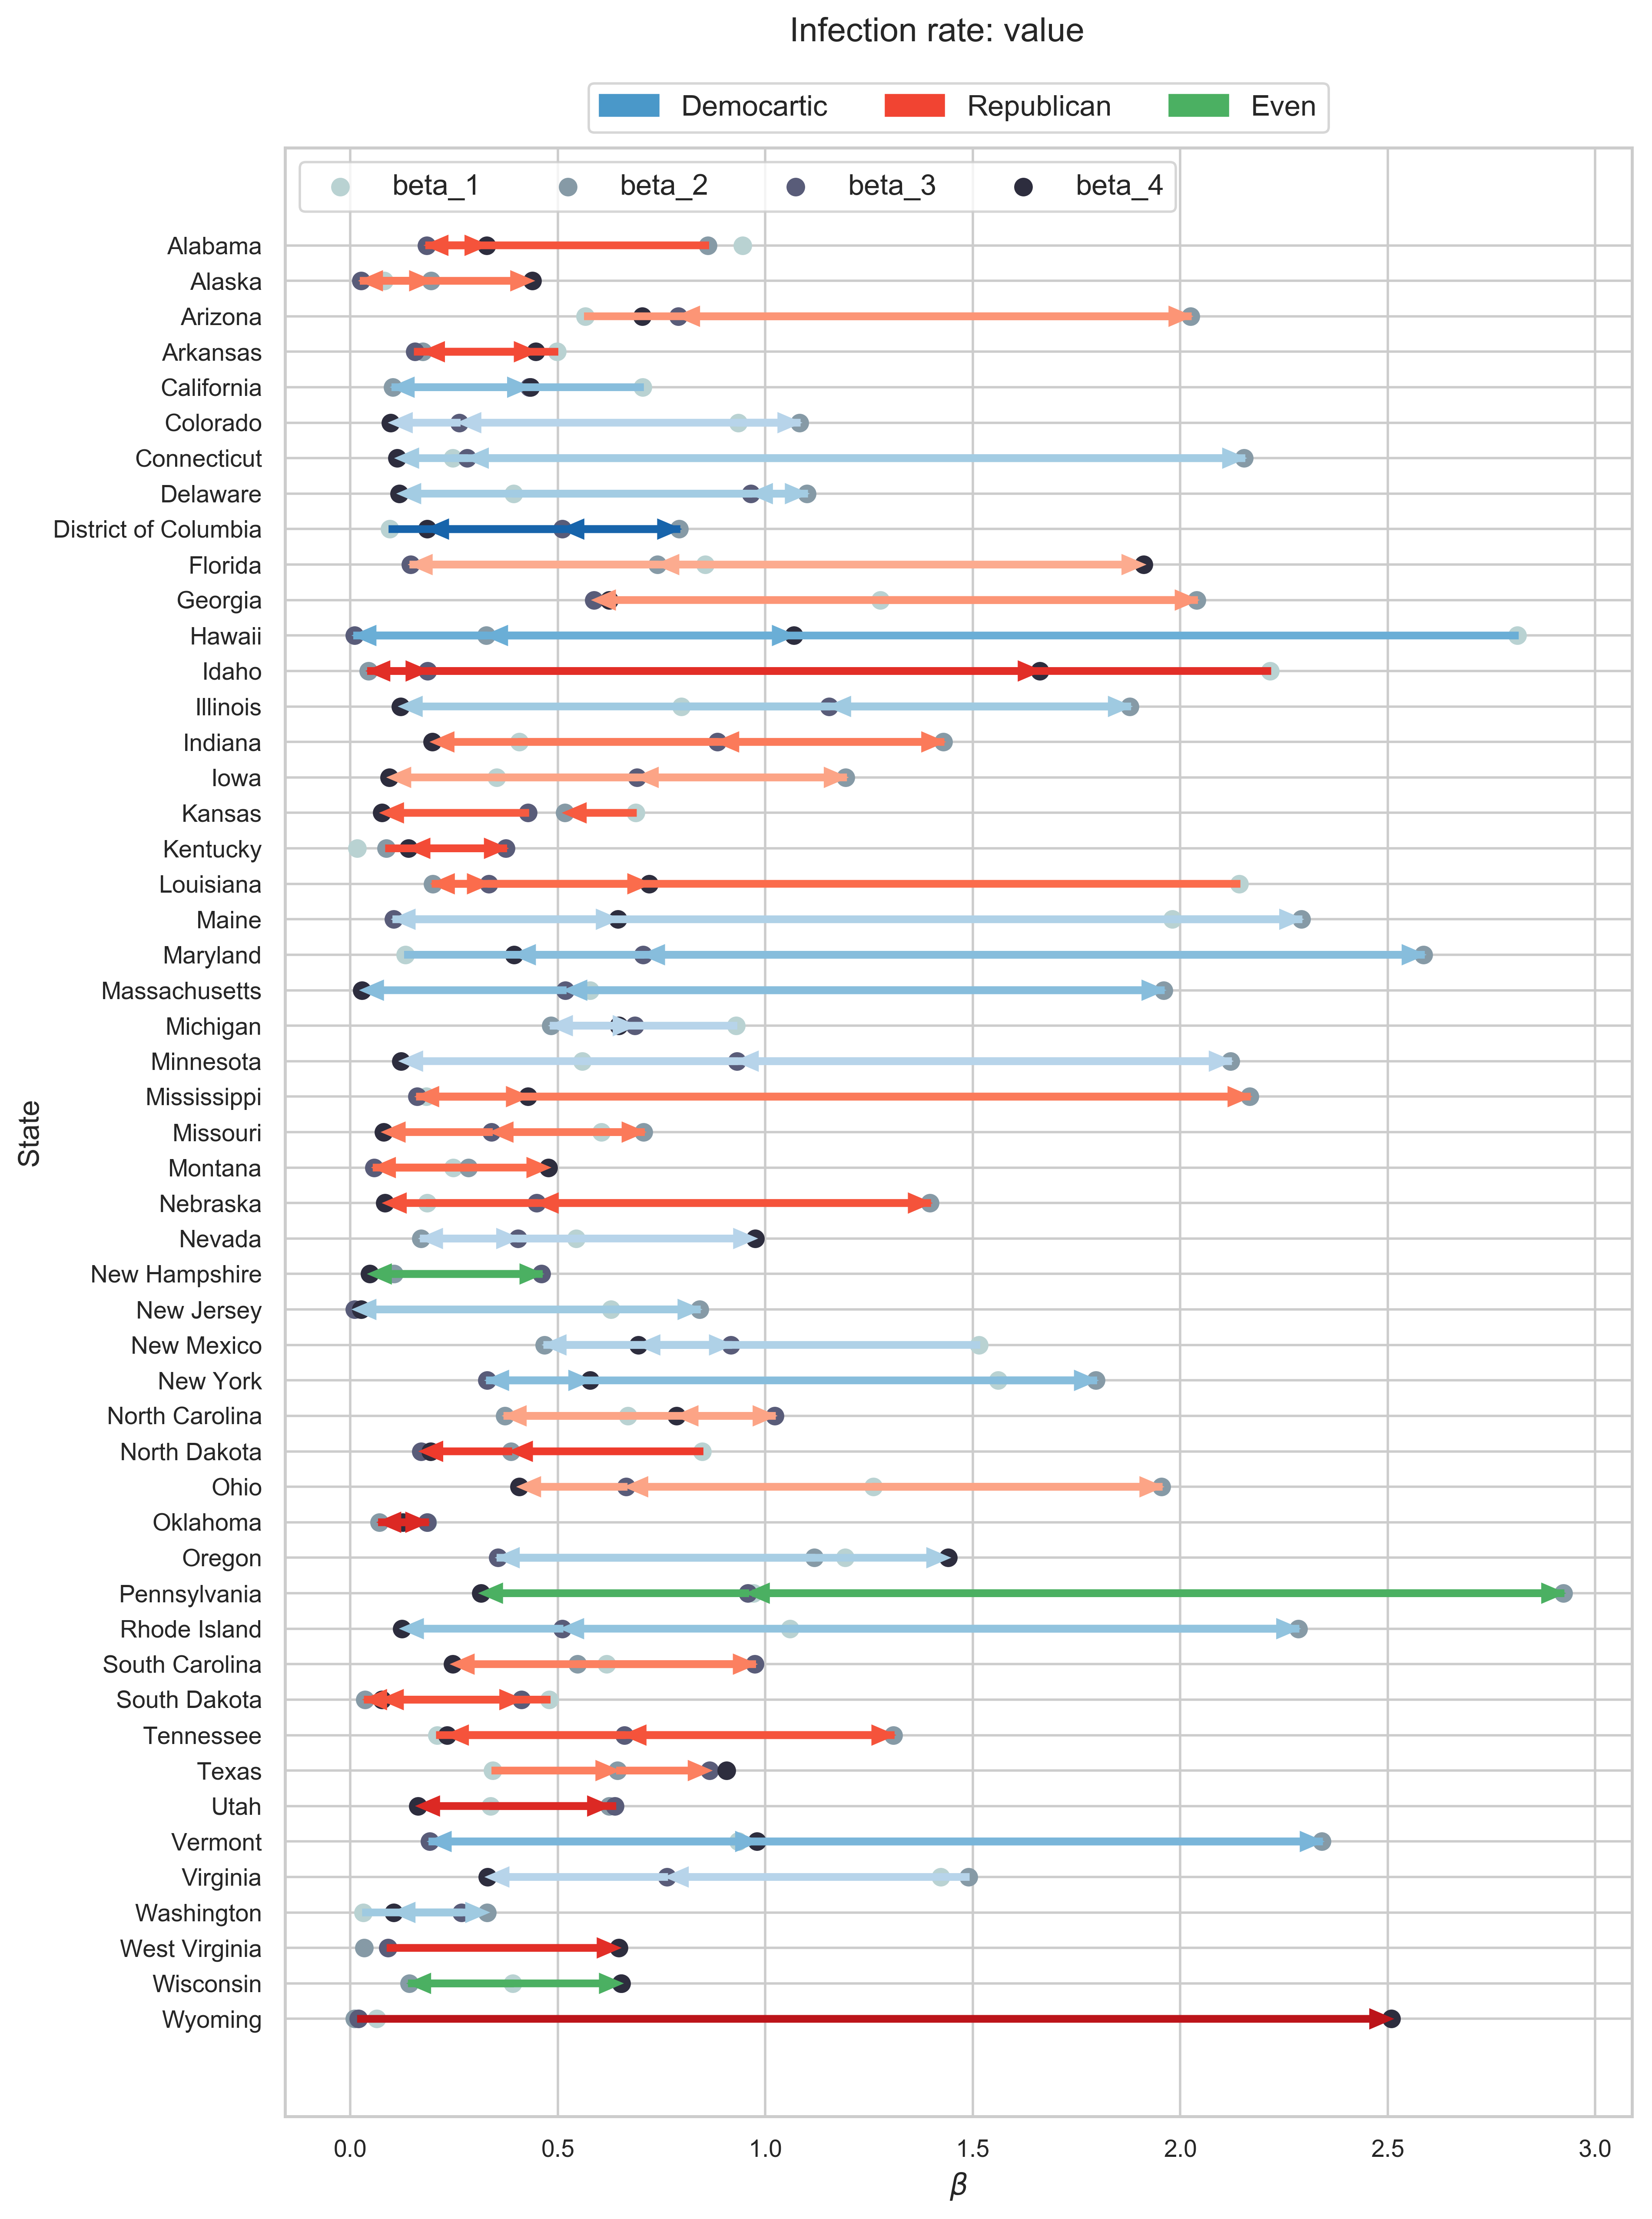 Infection rate: value
Democartic Republican Even
beta_1 beta_2 beta_3 beta_4
Alabama
Alaska
Arizona
Arkansas
California
Colorado
Connecticut
Delaware
District of Columbia
Florida
Georgia
Hawaii
Idaho
Illinois
Indiana
Iowa
Kansas
Kentucky
Louisiana
Maine
Maryland
Massachusetts
Michigan
Minnesota
Mississippi
Missouri
Montana
Nebraska
Nevada
New Hampshire
New Jersey
New Mexico
New York
North Carolina
North Dakota
Ohio
Oklahoma
Oregon
Pennsylvania
Rhode Island
South Carolina
South Dakota
Tennessee
Texas
Utah
Vermont
Virginia
Washington
West Virginia
Wisconsin
Wyoming
State
0.0 0.5 1.0 1.5 2.0 2.5 3.0
β